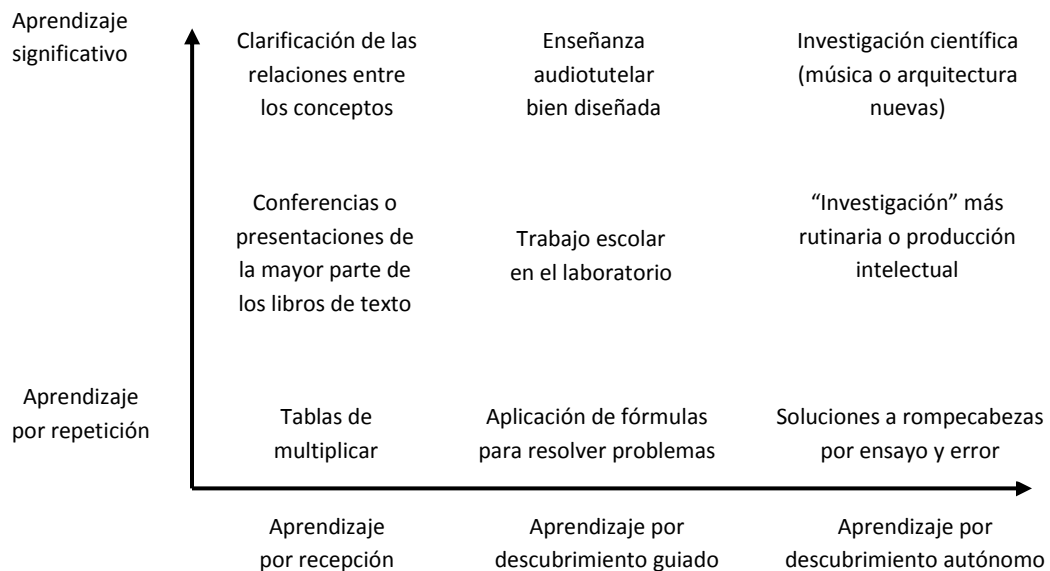 Aprendizaje
significativo
Clarificación de las
relaciones entre
los conceptos
Enseñanza
audiotutelar
bien diseñada
Investigación científica
(música o arquitectura
nuevas)
Conferencias o
presentaciones de
la mayor parte de
los libros de texto
Trabajo escolar
en el laboratorio
“Investigación” más
rutinaria o producción
intelectual
Aprendizaje
por repetición
Tablas de
multiplicar
Aplicación de fórmulas
para resolver problemas
Soluciones a rompecabezas
por ensayo y error
Aprendizaje
por recepción
Aprendizaje por
descubrimiento guiado
Aprendizaje por
descubrimiento autónomo